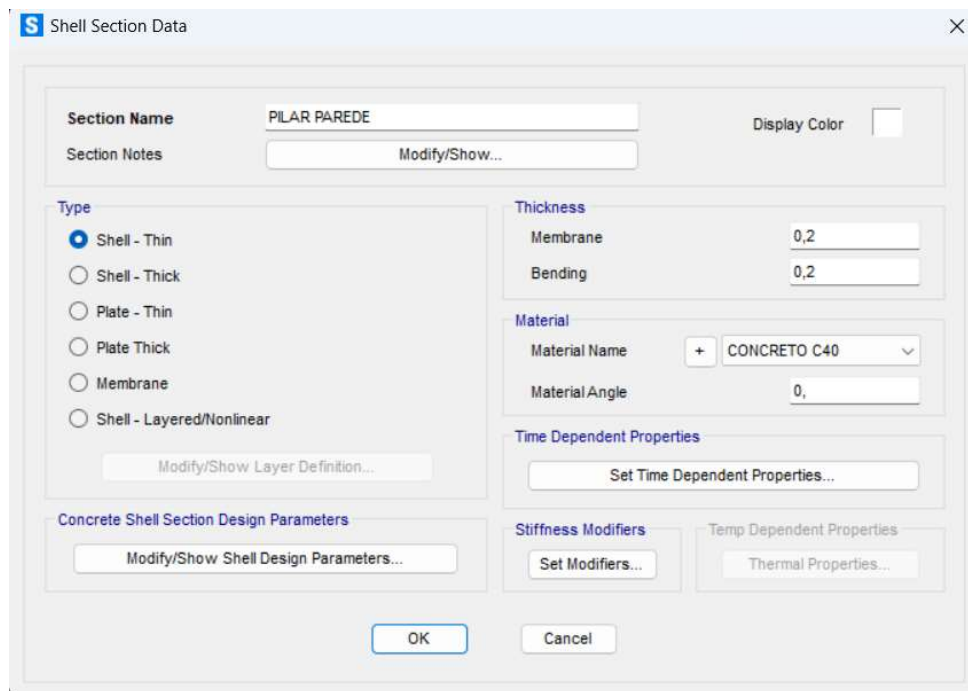 S Shell Section Data
Section Name PILAR PAREDE Display Color
Section Notes Modify/Show...
Type
Shell - Thin
Shell - Thick
Plate - Thin
Plate Thick
Membrane
Shell - Layered/Nonlinear
Modify/Show Layer Definition...
Thickness
Membrane 0,2
Bending 0,2
Material
Material Name + CONCRETO C40
Material Angle 0,
Time Dependent Properties
Set Time Dependent Properties...
Concrete Shell Section Design Parameters
Modify/Show Shell Design Parameters...
Stiffness Modifiers
Set Modifiers...
Temp Dependent Properties
Thermal Properties...
OK Cancel